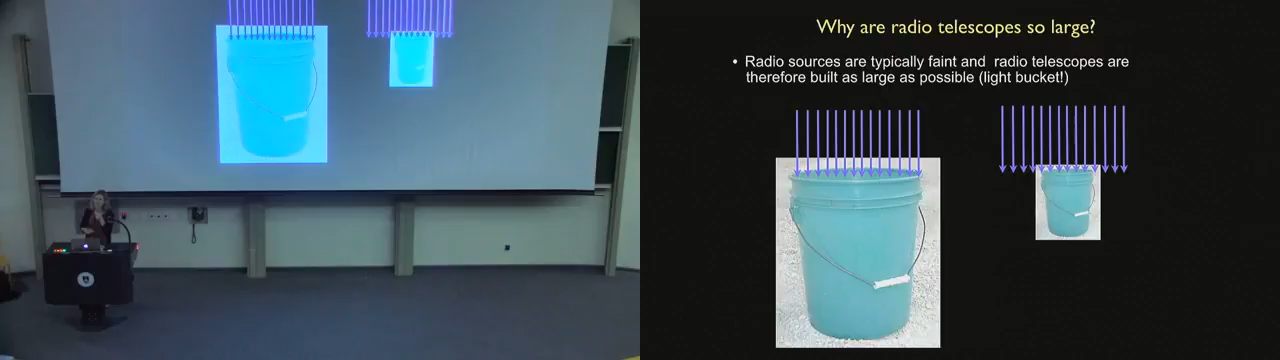 Why are radio telescopes so large?
• Radio sources are typically faint and radio telescopes are
therefore built as large as possible (light bucket!)